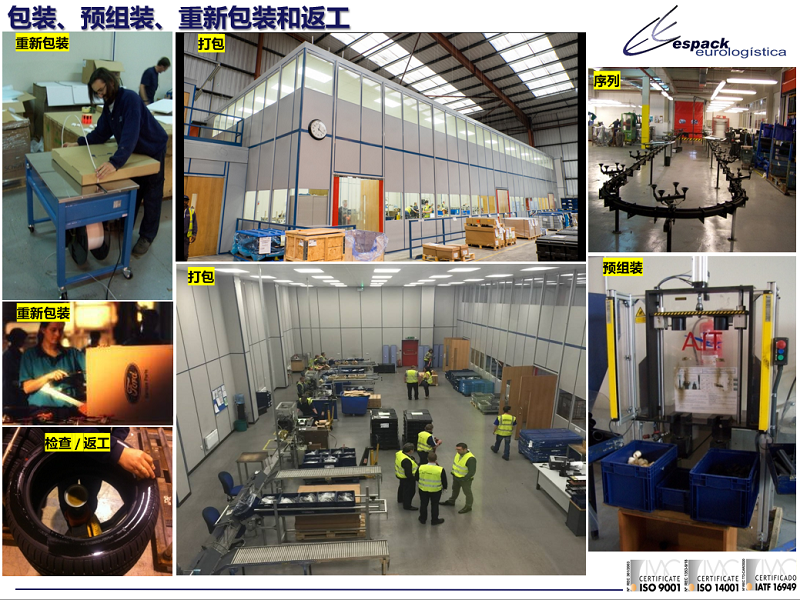 包装、预组装、重新包装和返工
espack
eurologística
重新包装
打包
序列
打包
预组装
重新包装
Ford
检查 / 返工
CERTIFICATE
ISO 9001
CERTIFICATE
ISO 14001
CERTIFICADO
IATF 16949